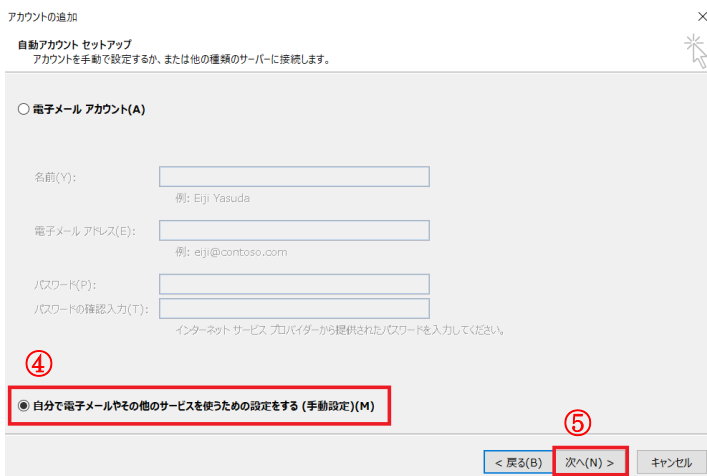 アカウントの追加
自動アカウント セットアップ
アカウントを手動で設定するか、または他の種類のサーバーに接続します。
電子メール アカウント(A)
名前(Y):
例: Eiji Yasuda
電子メール アドレス(E):
例: eiji@contoso.com
パスワード(P):
パスワードの確認入力(T):
インターネット サービス プロバイダーから提供されたパスワードを入力してください。
④
自分で電子メールやその他のサービスを使うための設定をする (手動設定)(M)
⑤
< 戻る(B) 次へ(N) > キャンセル